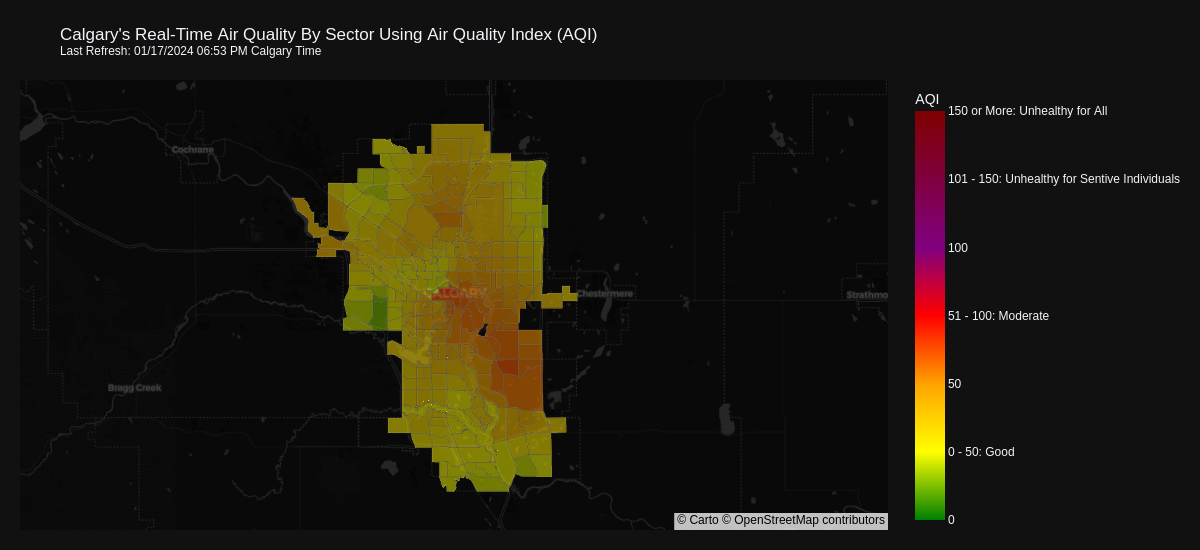 Calgary's Real-Time Air Quality By Sector Using Air Quality Index (AQI)
Last Refresh: 01/17/2024 06:53 PM Calgary Time
AQI
150 or More: Unhealthy for All
Cochrane
101 - 150: Unhealthy for Sentive Individuals
100
CALGARY
Chestermere
Strathmo
51 - 100: Moderate
50
Bragg Creek
0 - 50: Good
0
© Carto © OpenStreetMap contributors